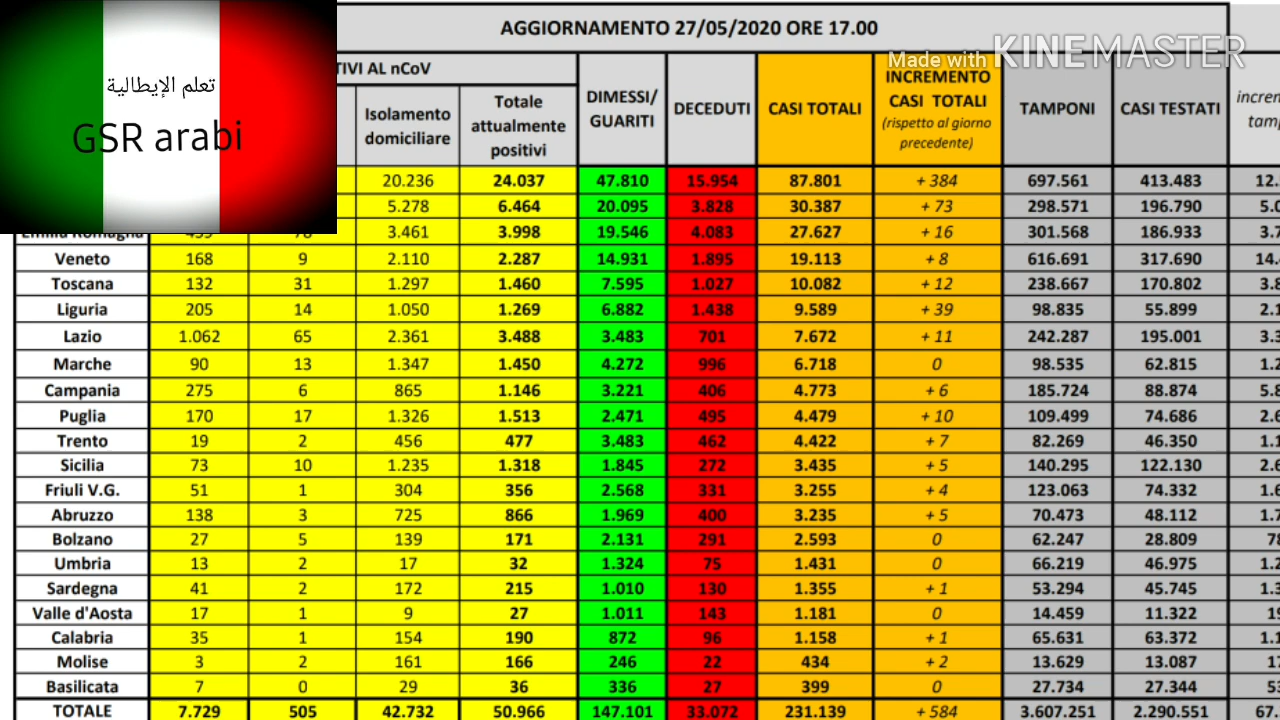 AGGIORNAMENTO 27/05/2020 ORE 17.00
Made with KINEMASTER
تعلم الإيطالية
GSR arabi
TIVI AL nCoV
Isolamento domiciliare Totale attualmente positivi DIMESSI/ GUARITI DECEDUTI CASI TOTALI INCREMENTO CASI TOTALI (rispetto al giorno precedente) TAMPONI CASI TESTATI
20.236 24.037 47.810 15.954 87.801 + 384 697.561 413.483
5.278 6.464 20.095 3.828 30.387 + 73 298.571 196.790
Emilia Romagna 3.461 3.998 19.546 4.083 27.627 + 16 301.568 186.933
Veneto 168 9 2.110 2.287 14.931 1.895 19.113 + 8 616.691 317.690
Toscana 132 31 1.297 1.460 7.595 1.027 10.082 + 12 238.667 170.802
Liguria 205 14 1.050 1.269 6.882 1.438 9.589 + 39 98.835 55.899
Lazio 1.062 65 2.361 3.488 3.483 701 7.672 + 11 242.287 195.001
Marche 90 13 1.347 1.450 4.272 996 6.718 0 98.535 62.815
Campania 275 6 865 1.146 3.221 406 4.773 + 6 185.724 88.874
Puglia 170 17 1.326 1.513 2.471 495 4.479 + 10 109.499 74.686
Trento 19 2 456 477 3.483 462 4.422 + 7 82.269 46.350
Sicilia 73 10 1.235 1.318 1.845 272 3.435 + 5 140.295 122.130
Friuli V.G. 51 1 304 356 2.568 331 3.255 + 4 123.063 74.332
Abruzzo 138 3 725 866 1.969 400 3.235 + 5 70.473 48.112
Bolzano 27 5 139 171 2.131 291 2.593 0 62.247 28.809
Umbria 13 2 17 32 1.324 75 1.431 0 66.219 46.975
Sardegna 41 2 172 215 1.010 130 1.355 + 1 53.294 45.745
Valle d'Aosta 17 1 9 27 1.011 143 1.181 0 14.459 11.322
Calabria 35 1 154 190 872 96 1.158 + 1 65.631 63.372
Molise 3 2 161 166 246 22 434 + 2 13.629 13.087
Basilicata 7 0 29 36 336 27 399 0 27.734 27.344
TOTALE 7.729 505 42.732 50.966 147.101 33.072 231.139 + 584 3.607.251 2.290.551